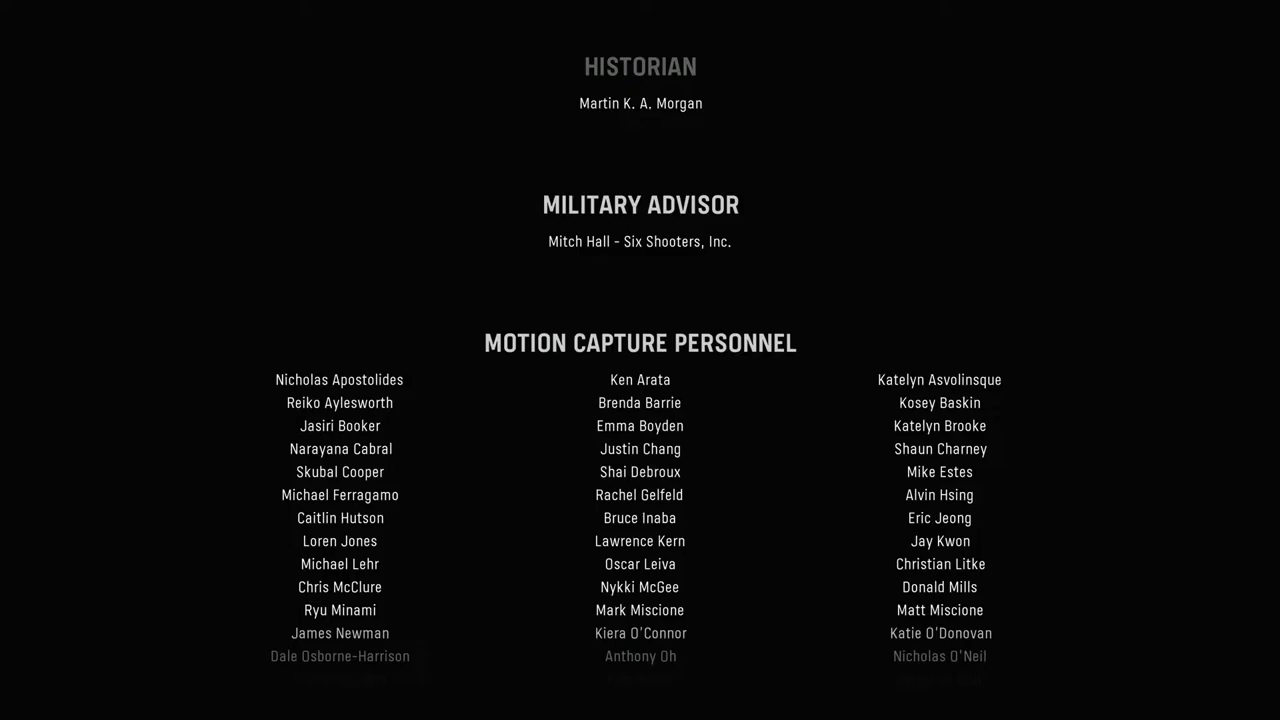 HISTORIAN
Martin K. A. Morgan
MILITARY ADVISOR
Mitch Hall - Six Shooters, Inc.
MOTION CAPTURE PERSONNEL
Nicholas Apostolides Ken Arata Katelyn Asvolinsque
Reiko Aylesworth Brenda Barrie Kosey Baskin
Jasiri Booker Emma Boyden Katelyn Brooke
Narayana Cabral Justin Chang Shaun Charney
Skubal Cooper Shai Debroux Mike Estes
Michael Ferragamo Rachel Gelfeld Alvin Hsing
Caitlin Hutson Bruce Inaba Eric Jeong
Loren Jones Lawrence Kern Jay Kwon
Michael Lehr Oscar Leiva Christian Litke
Chris McClure Nykki McGee Donald Mills
Ryu Minami Mark Miscione Matt Miscione
James Newman Kiera O'Connor Katie O'Donovan
Dale Osborne-Harrison Anthony Oh Nicholas O'Neil